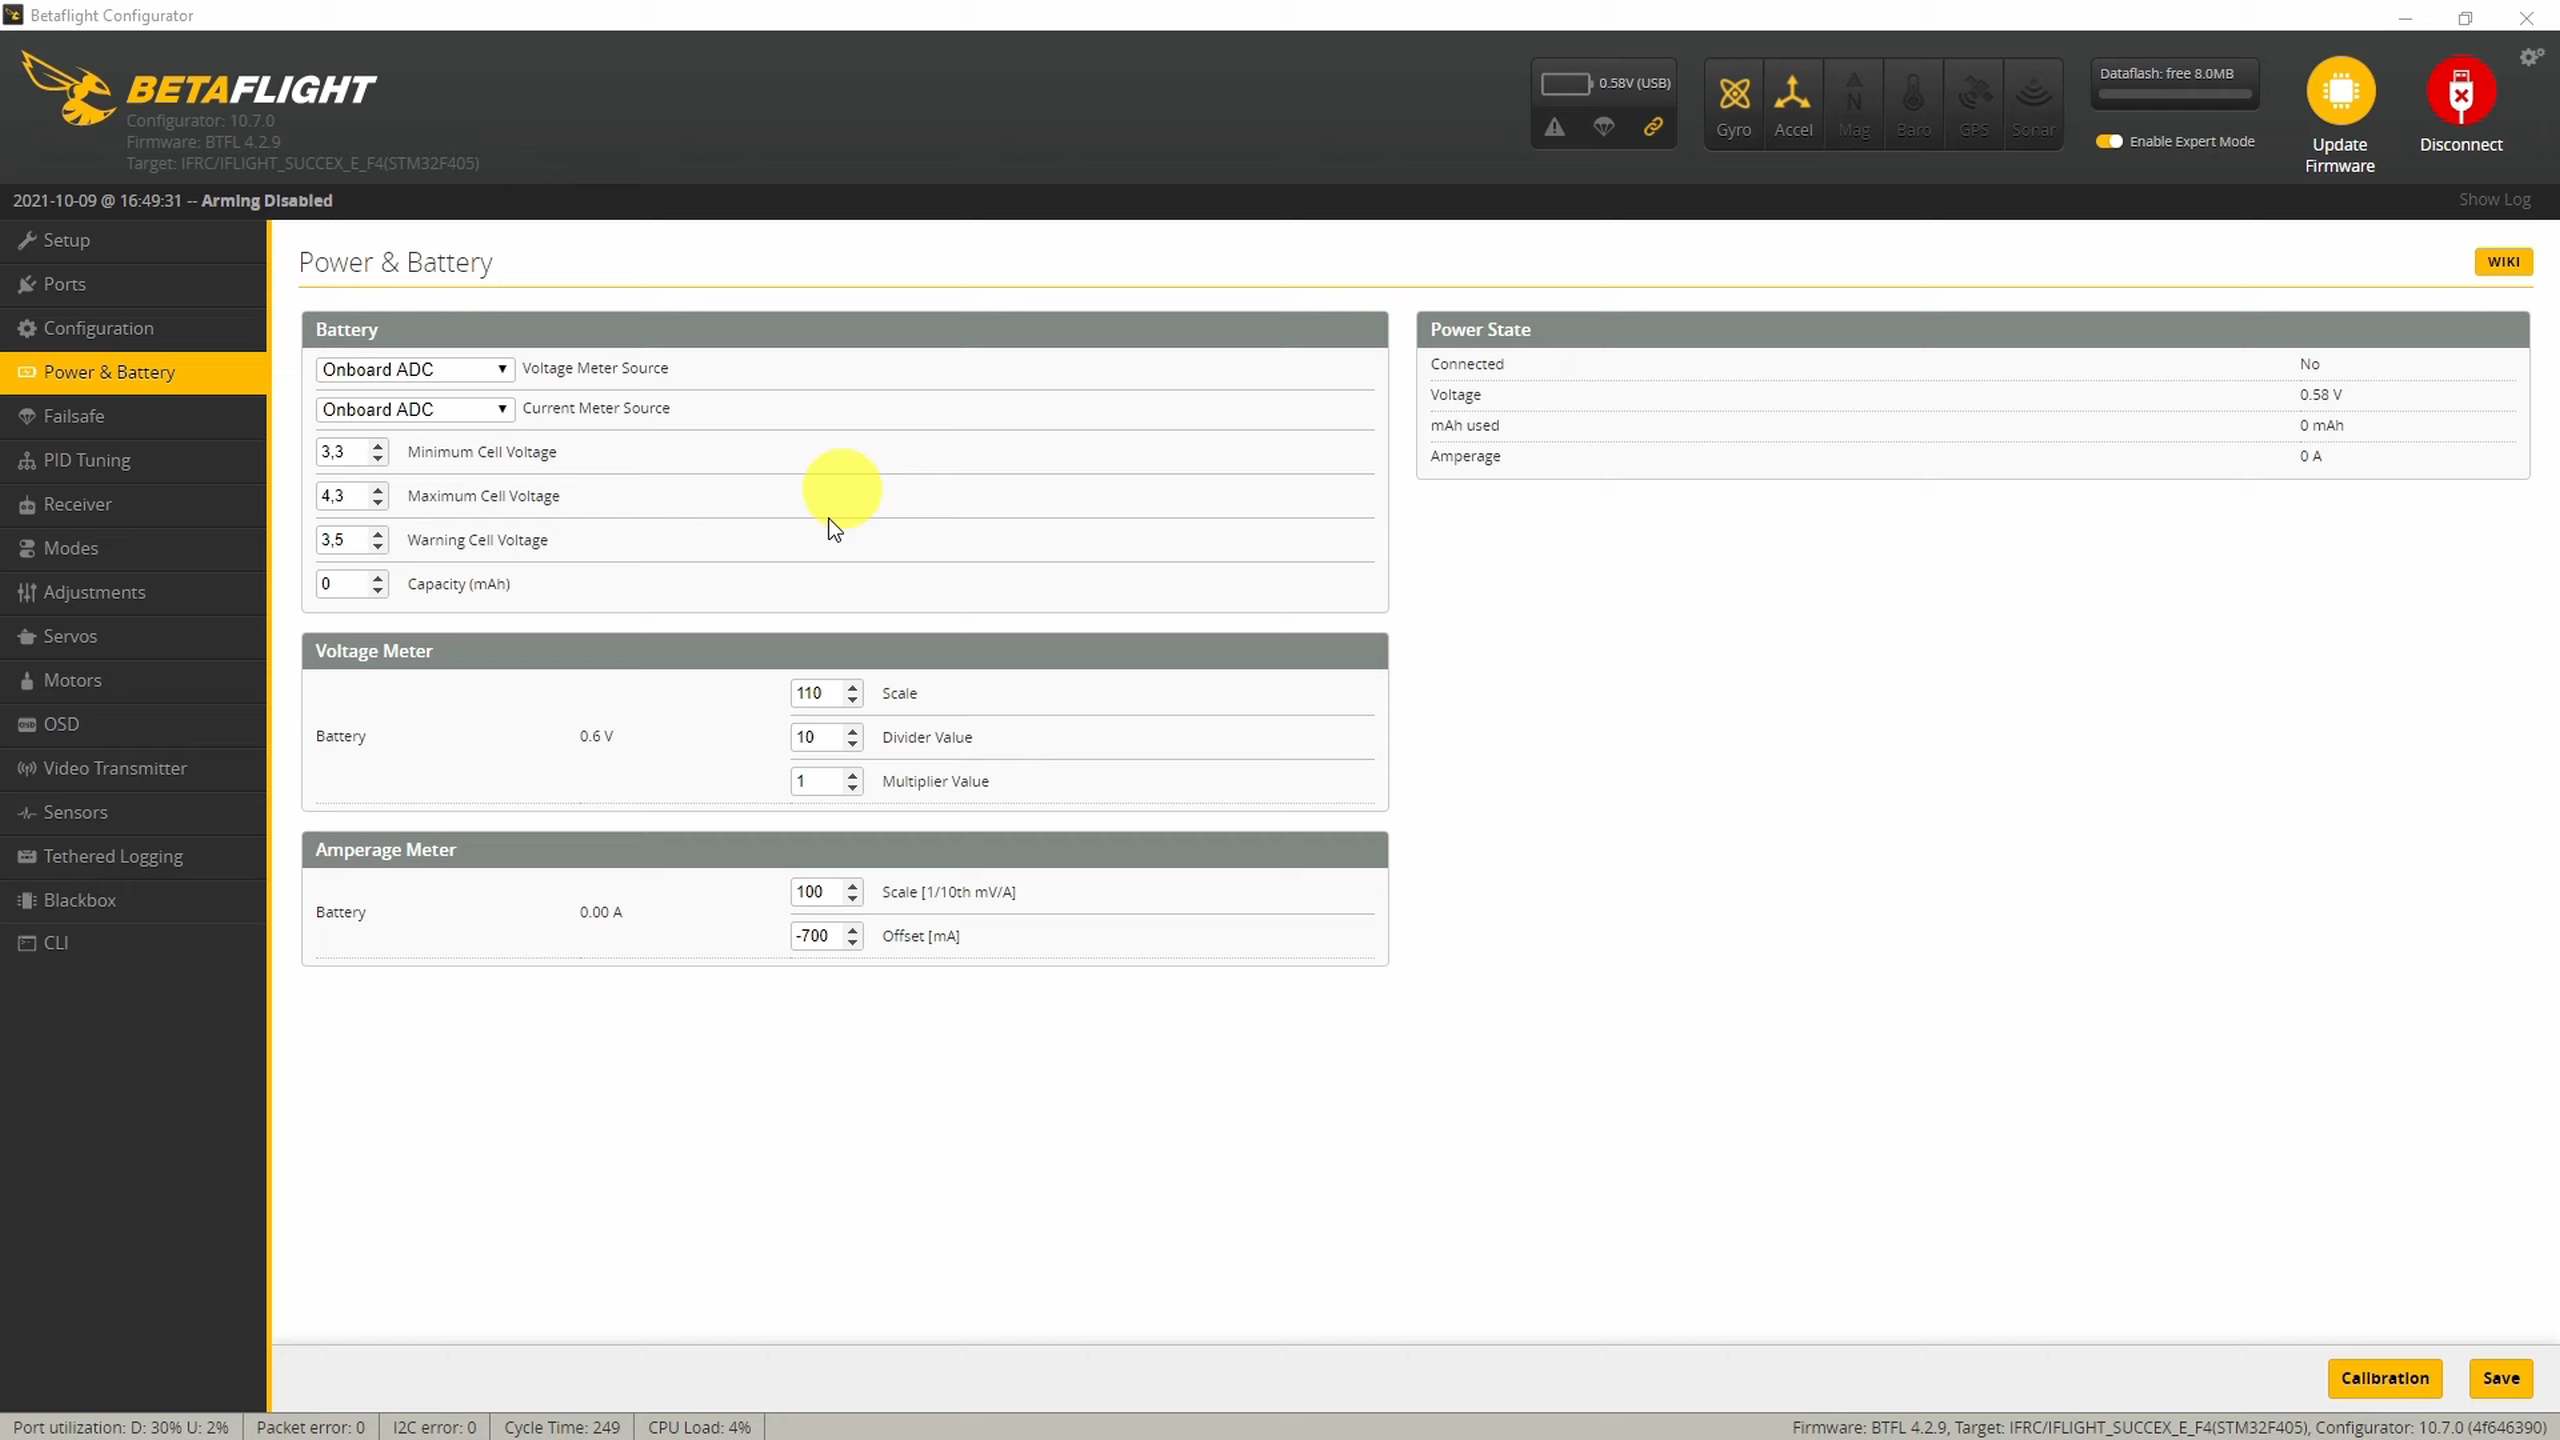 Betaflight Configurator
BETAFLIGHT
Configurator: 10.7.0
Firmware: BTFL 4.2.9
Target: IFRC/IFLIGHT_SUCCEX_E_F4(STM32F405)
0.58V (USB)
Gyro
Accel
Mag
Baro
GPS
Sonar
Dataflash: free 8.0MB
Enable Expert Mode
Update
Firmware
Disconnect
2021-10-09 @ 16:49:31 -- Arming Disabled
Show Log
Setup
Ports
Configuration
Power & Battery
Failsafe
PID Tuning
Receiver
Modes
Adjustments
Servos
Motors
OSD
Video Transmitter
Sensors
Tethered Logging
Blackbox
CLI
Power & Battery
WIKI
Battery
Onboard ADC Voltage Meter Source
Onboard ADC Current Meter Source
3,3 Minimum Cell Voltage
4,3 Maximum Cell Voltage
3,5 Warning Cell Voltage
0 Capacity (mAh)
Voltage Meter
Battery 0.6 V
110 Scale
10 Divider Value
1 Multiplier Value
Amperage Meter
Battery 0.00 A
100 Scale [1/10th mV/A]
-700 Offset [mA]
Power State
Connected No
Voltage 0.58 V
mAh used 0 mAh
Amperage 0 A
Calibration
Save
Port utilization: D: 30% U: 2% Packet error: 0 I2C error: 0 Cycle Time: 249 CPU Load: 4% Firmware: BTFL 4.2.9, Target: IFRC/IFLIGHT_SUCCEX_E_F4(STM32F405), Configurator: 10.7.0 (4f646390)